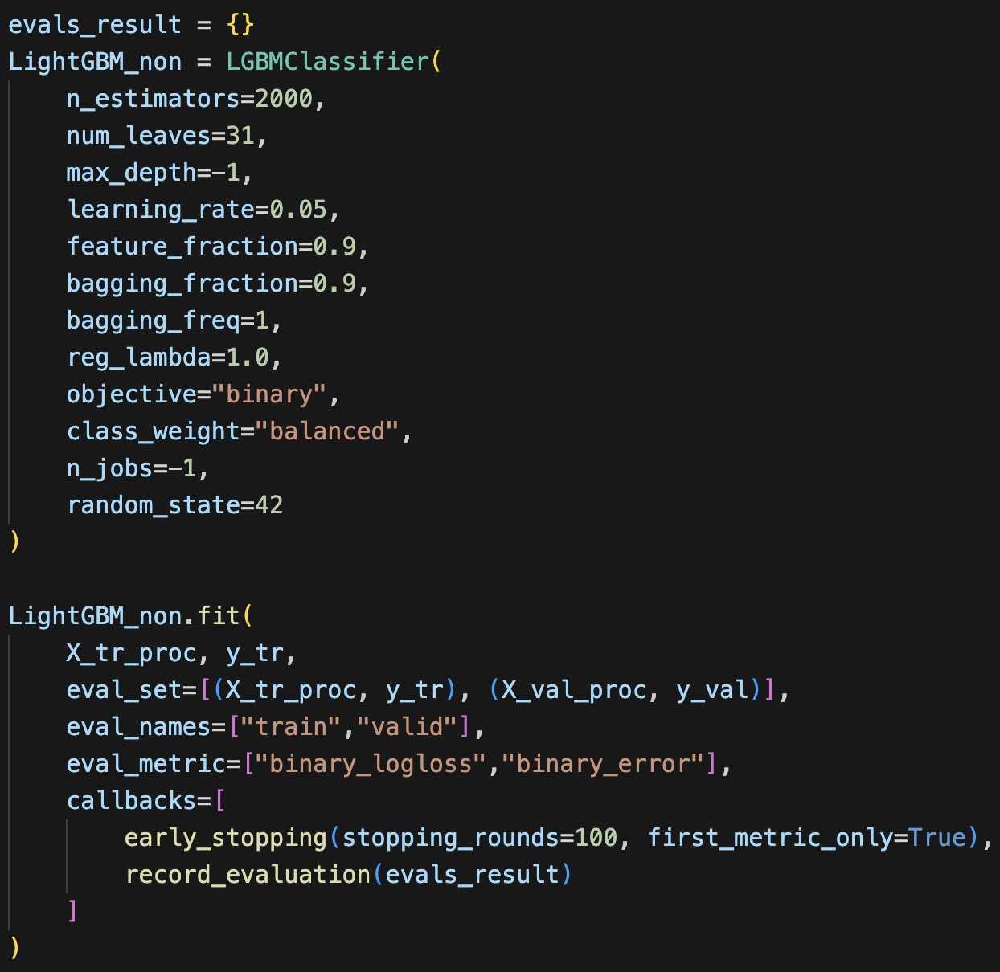 evals_result = {}
LightGBM_non = LGBMClassifier(
    n_estimators=2000,
    num_leaves=31,
    max_depth=-1,
    learning_rate=0.05,
    feature_fraction=0.9,
    bagging_fraction=0.9,
    bagging_freq=1,
    reg_lambda=1.0,
    objective="binary",
    class_weight="balanced",
    n_jobs=-1,
    random_state=42
)

LightGBM_non.fit(
    X_tr_proc, y_tr,
    eval_set=[(X_tr_proc, y_tr), (X_val_proc, y_val)],
    eval_names=["train","valid"],
    eval_metric=["binary_logloss","binary_error"],
    callbacks=[
        early_stopping(stopping_rounds=100, first_metric_only=True),
        record_evaluation(evals_result)
    ]
)